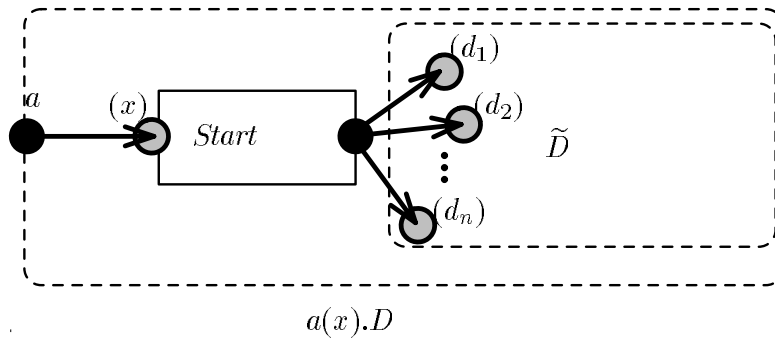 (d₁)
a (x) (d₂)
Start D̃
⋮
(dₙ)
a(x).D